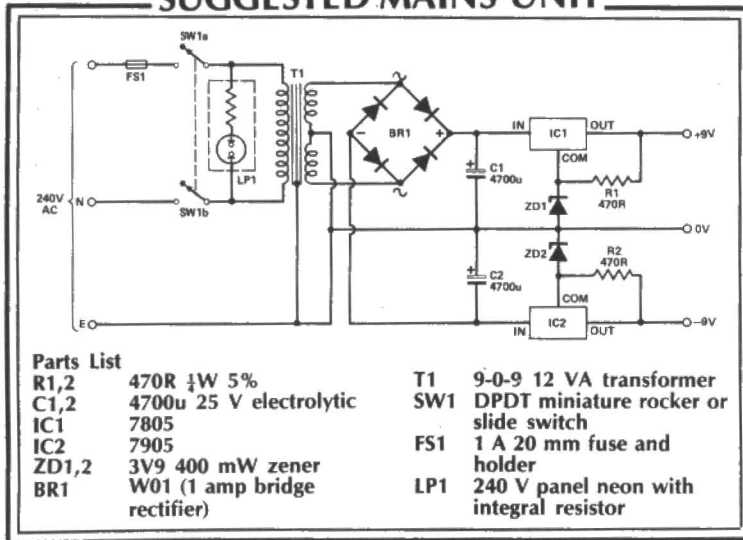 SUGGESTED MAINS UNIT
SW1a
FS1
T1
BR1
LP1
SW1b
240V
AC
N
E
IN
IC1
OUT
+9V
COM
C1
4700u
R1
470R
ZD1
0V
ZD2
R2
470R
C2
4700u
COM
IN
IC2
OUT
-9V
Parts List
R1,2 470R ¼W 5%
C1,2 4700u 25 V electrolytic
IC1 7805
IC2 7905
ZD1,2 3V9 400 mW zener
BR1 W01 (1 amp bridge
rectifier)
T1 9-0-9 12 VA transformer
SW1 DPDT miniature rocker or
slide switch
FS1 1 A 20 mm fuse and
holder
LP1 240 V panel neon with
integral resistor